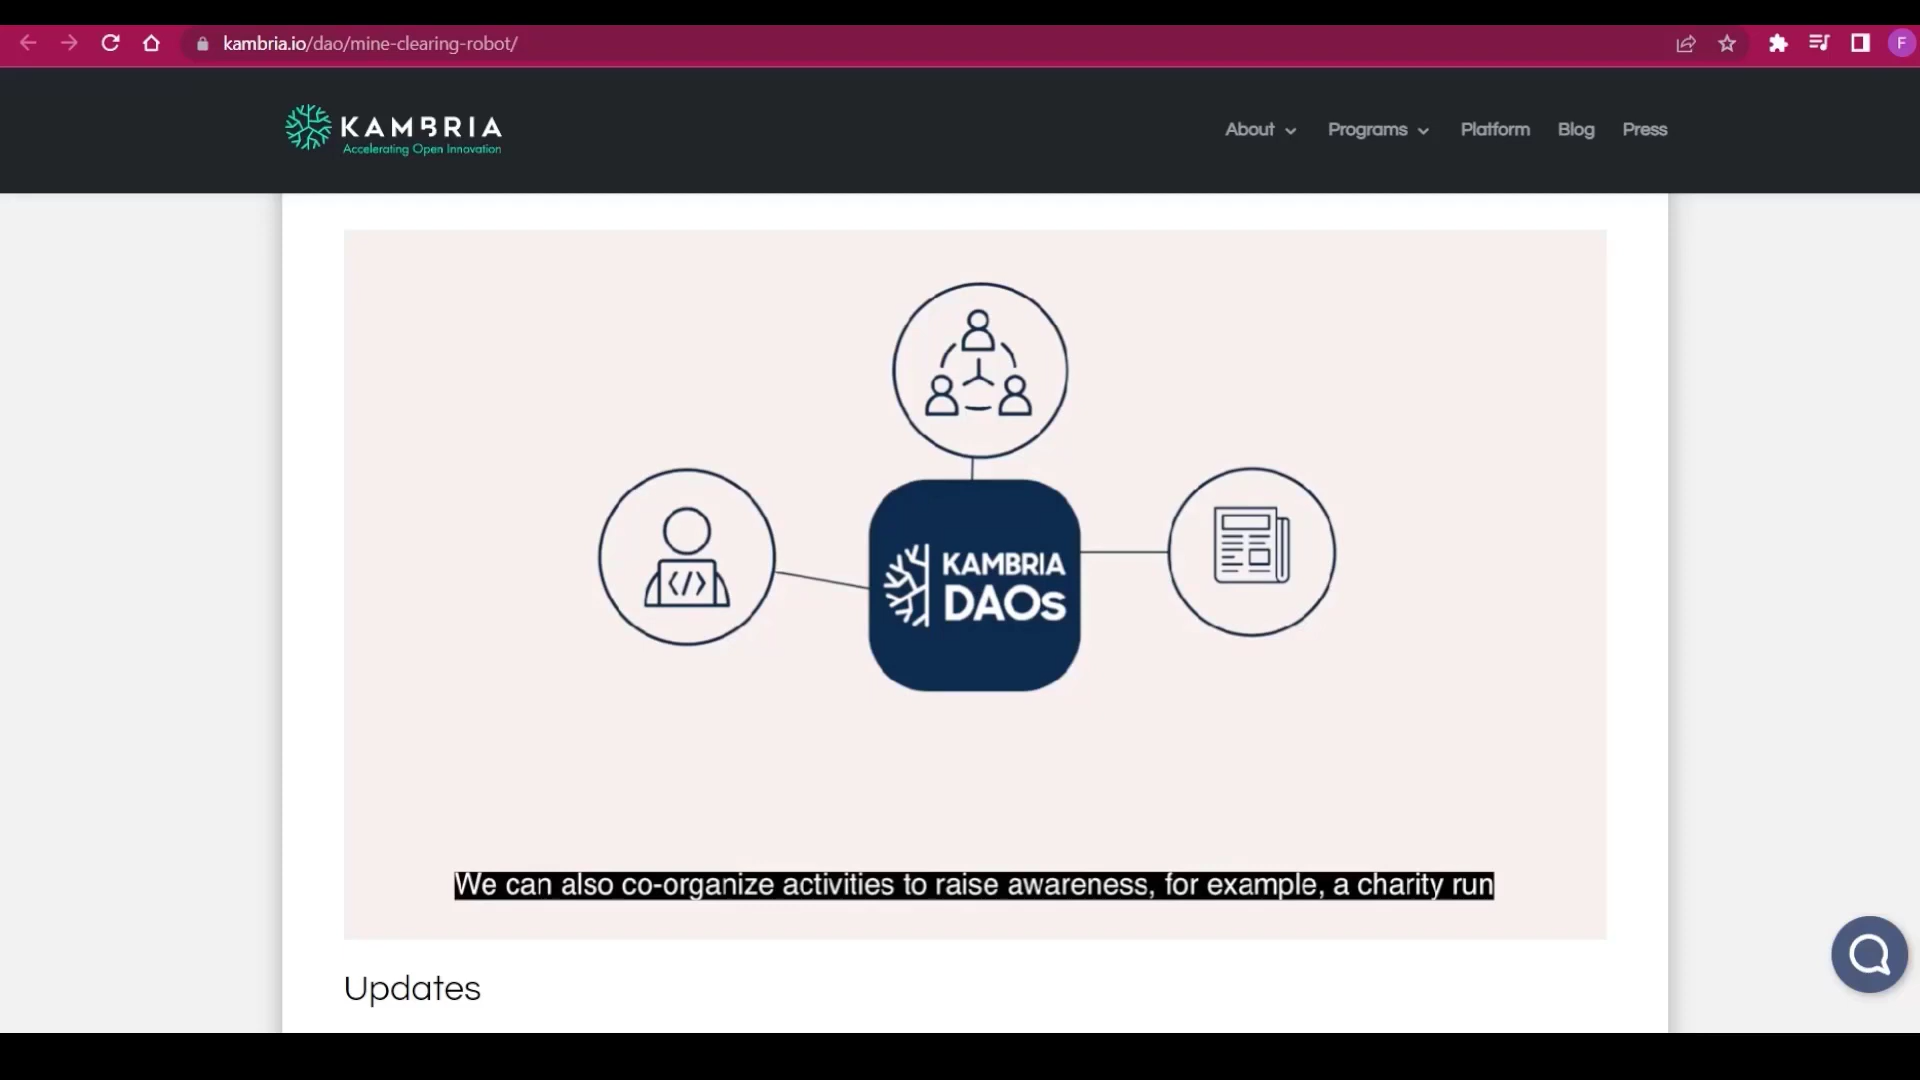 kambria.io/dao/mine-clearing-robot/
F
KAMBRIA
Accelerating Open Innovation
About
Programs
Platform
Blog
Press
</>
KAMBRIA
DAOs
We can also co-organize activities to raise awareness, for example, a charity run
Updates